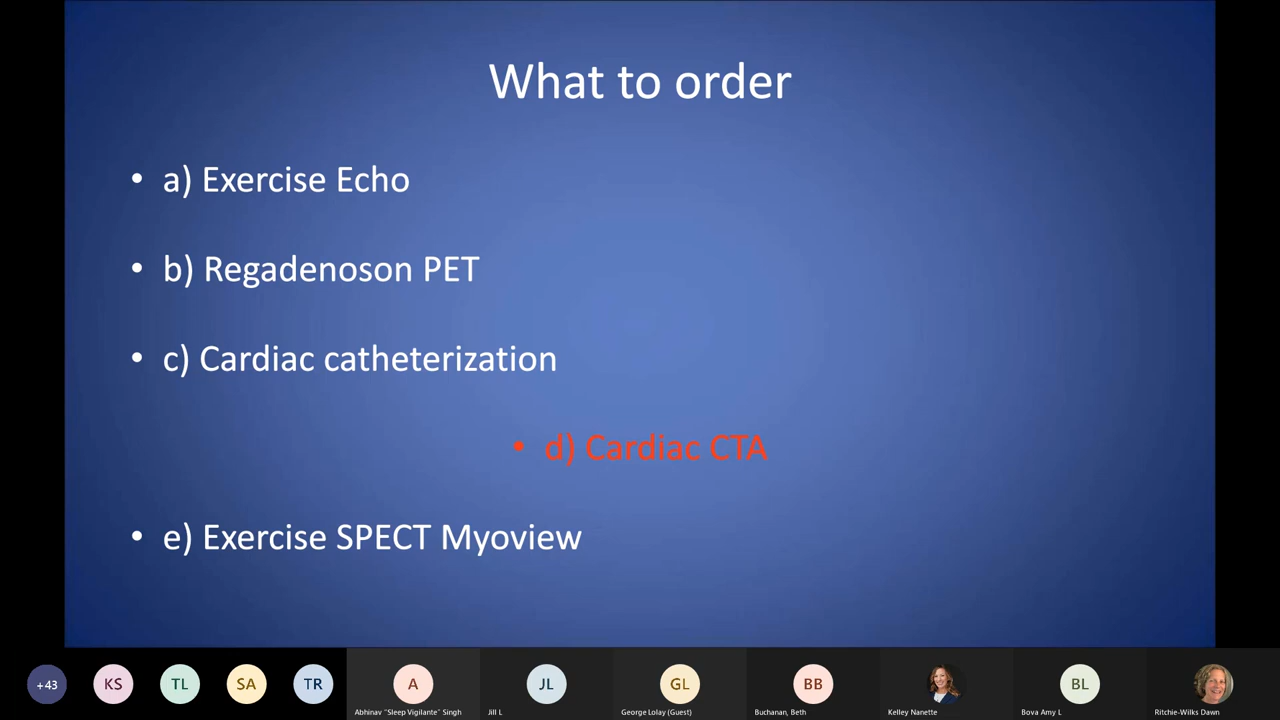 What to order
• a) Exercise Echo
• b) Regadenoson PET
• c) Cardiac catheterization
• d) Cardiac CTA
• e) Exercise SPECT Myoview
+43
KS
TL
SA
TR
A
JL
GL
BB
BL
Abhinav "Sleep Vigilante" Singh
Jill L
George Lolay (Guest)
Buchanan, Beth
Kelley Nanette
Bova Amy L
Ritchie-Wilks Dawn